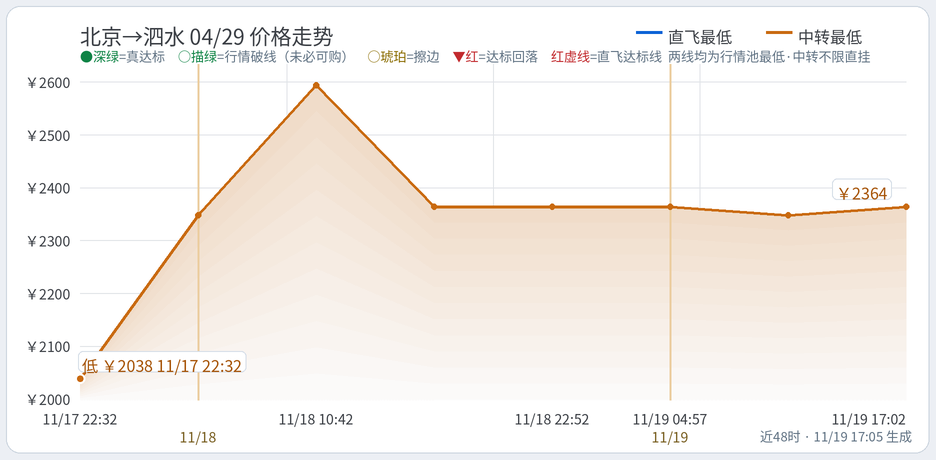 北京→泗水 04/29 价格走势
直飞最低 中转最低
●深绿=真达标 ○描绿=行情破线（未必可购） ○琥珀=擦边 ▼红=达标回落 红虚线=直飞达标线 两线均为行情池最低·中转不限直挂
￥2600
￥2500
￥2400
￥2364
￥2300
￥2200
￥2100
低 ￥2038 11/17 22:32
￥2000
11/17 22:32 11/18 10:42 11/18 22:52 11/19 04:57 11/19 17:02
11/18 11/19 近48时 · 11/19 17:05 生成